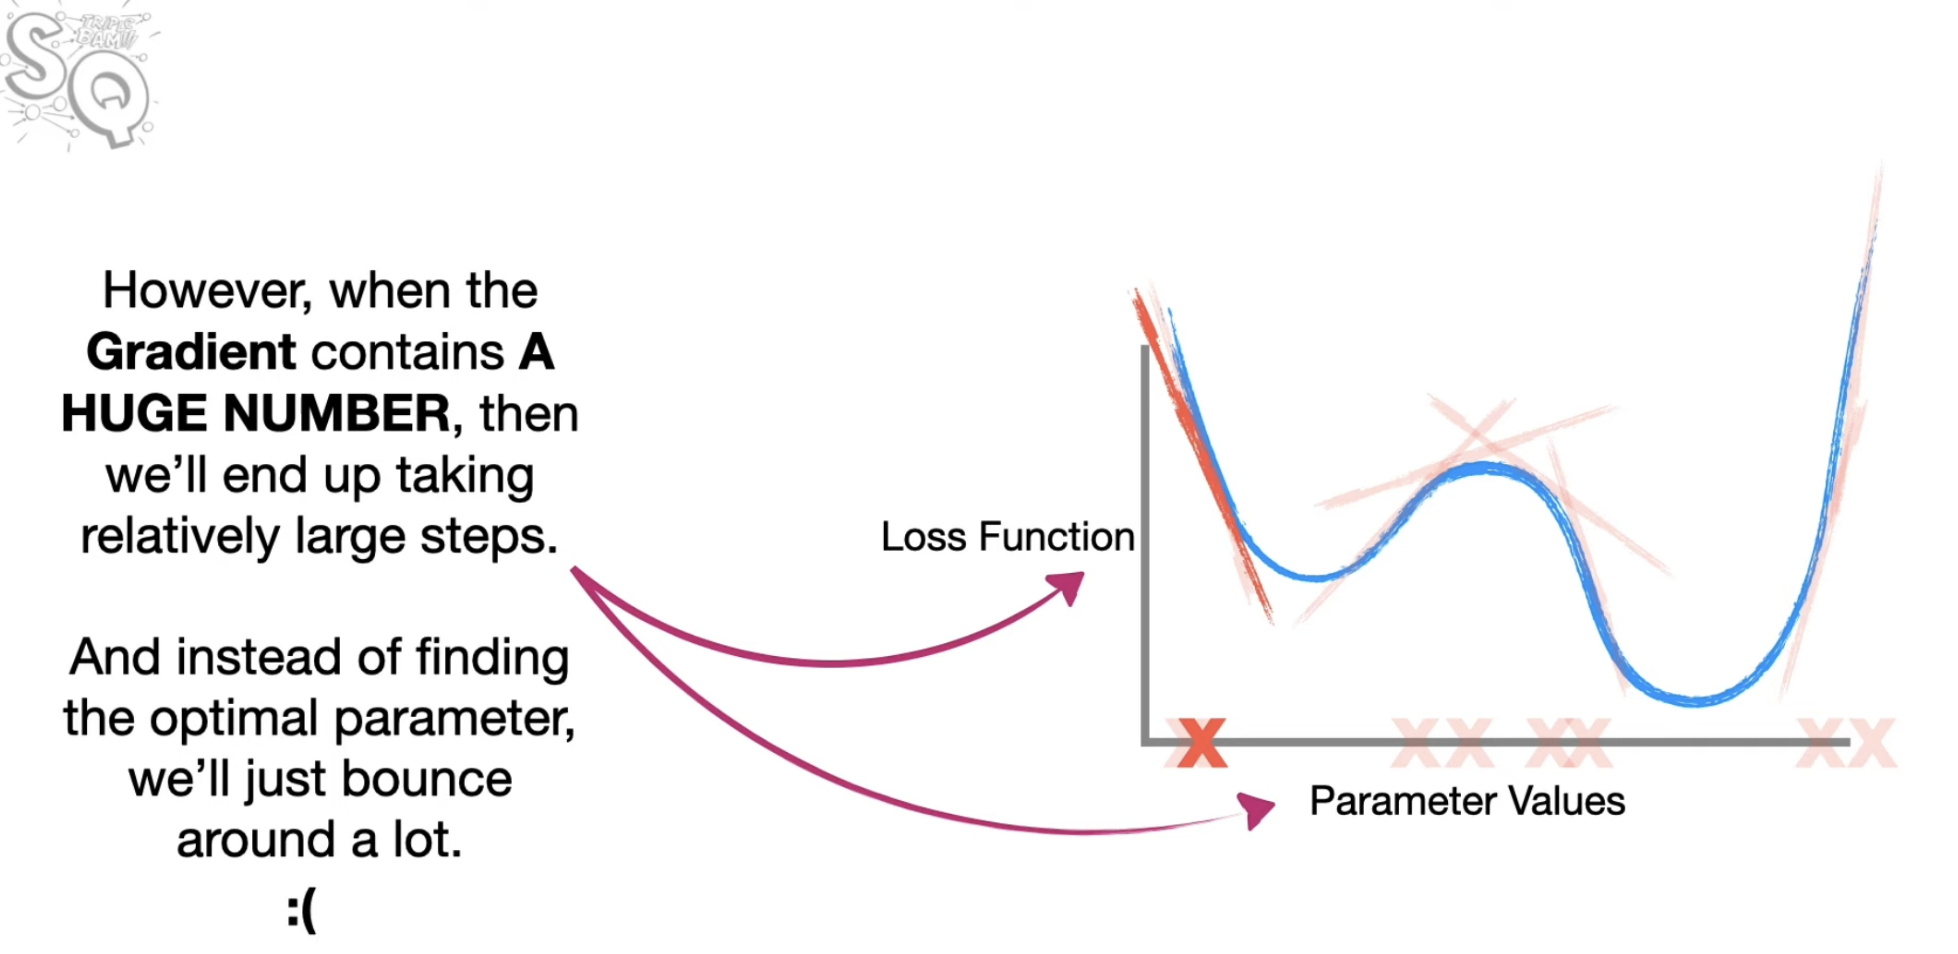 SQ
TRIPLE
BAM!!!
However, when the
Gradient contains A
HUGE NUMBER, then
we'll end up taking
relatively large steps.
And instead of finding
the optimal parameter,
we'll just bounce
around a lot.
:(
Loss Function
X X X X X X X X
Parameter Values